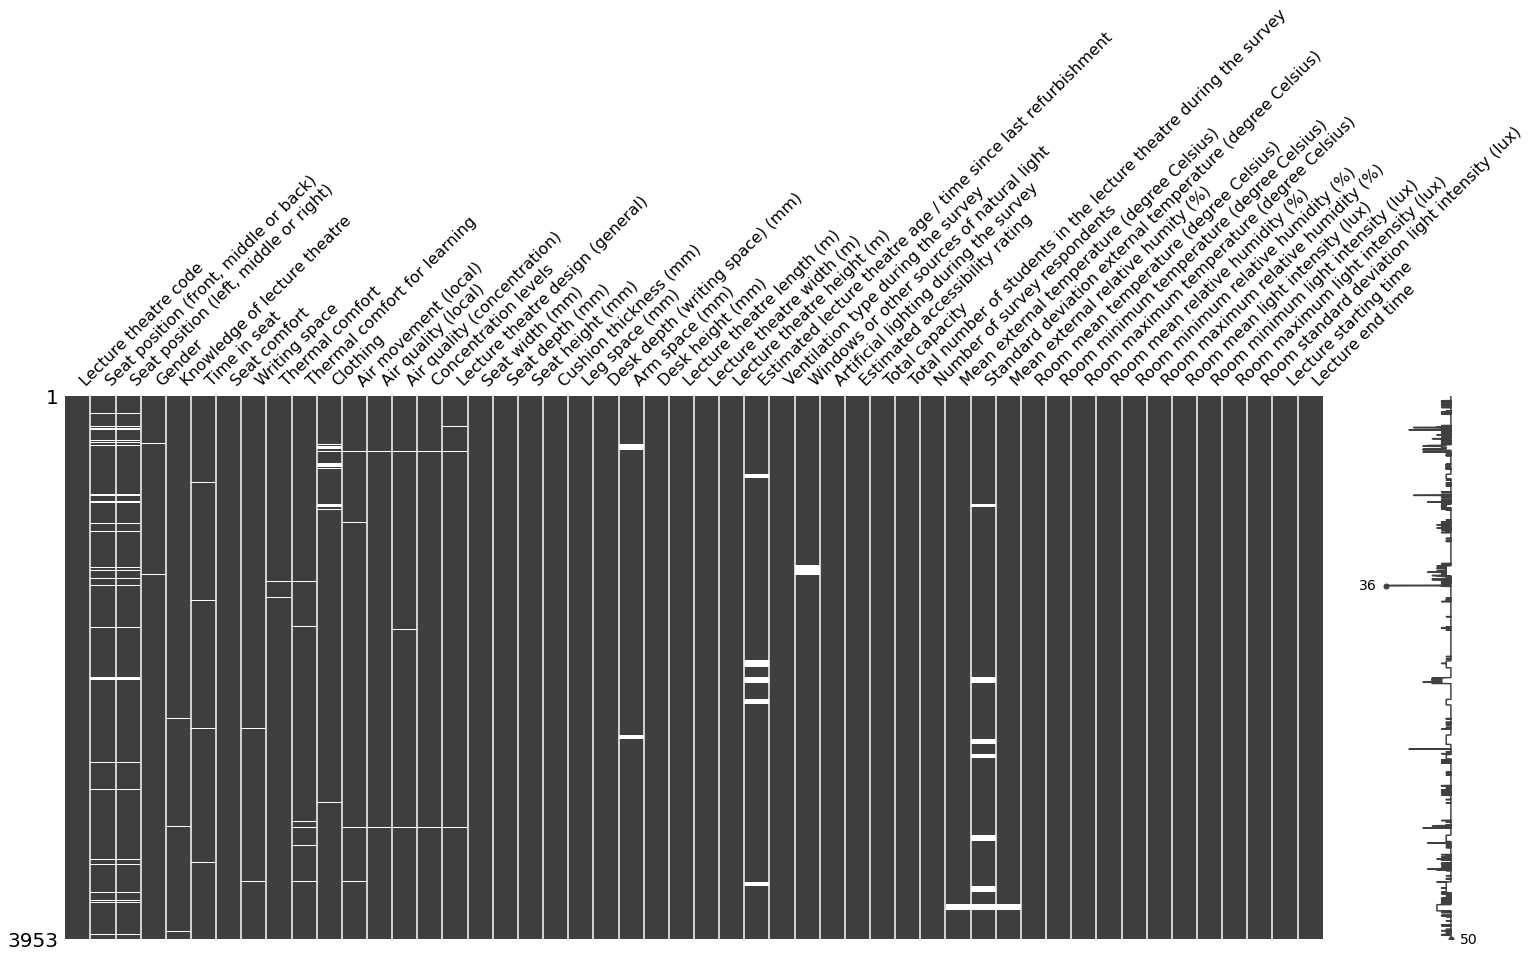 Lecture theatre code
Seat position (front, middle or back)
Seat position (left, middle or right)
Gender
Knowledge of lecture theatre
Time in seat
Seat comfort
Writing space
Thermal comfort
Thermal comfort for learning
Clothing
Air movement (local)
Air quality (local)
Air quality (concentration)
Concentration levels
Lecture theatre design (general)
Seat width (mm)
Seat depth (mm)
Seat height (mm)
Cushion thickness (mm)
Leg space (mm)
Desk depth (writing space) (mm)
Arm space (mm)
Desk height (mm)
Lecture theatre length (m)
Lecture theatre width (m)
Lecture theatre height (m)
Estimated lecture theatre age / time since last refurbishment
Ventilation type during the survey
Windows or other sources of natural light
Artificial lighting during the survey
Estimated accessibility rating
Total capacity
Total number of students in the lecture theatre during the survey
Number of survey respondents
Mean external temperature (degree Celsius)
Standard deviation external temperature (degree Celsius)
Mean external relative humidity (%)
Room mean temperature (degree Celsius)
Room minimum temperature (degree Celsius)
Room maximum temperature (degree Celsius)
Room mean relative humidity (%)
Room minimum relative humidity (%)
Room maximum relative humidity (%)
Room mean light intensity (lux)
Room minimum light intensity (lux)
Room maximum light intensity (lux)
Room standard deviation light intensity (lux)
Lecture starting time
Lecture end time
1
36
3953
50